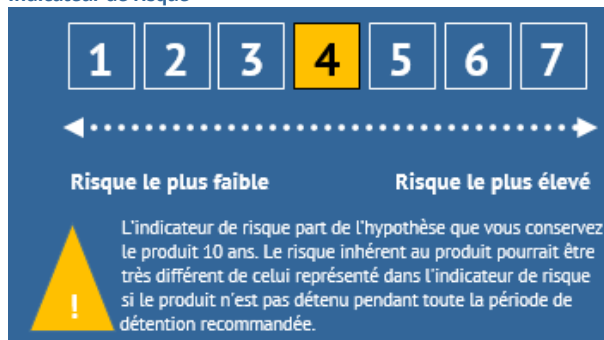 Indicateur de risque
1 2 3 4 5 6 7
Risque le plus faible Risque le plus élevé
L'indicateur de risque part de l'hypothèse que vous conservez
le produit 10 ans. Le risque inhérent au produit pourrait être
très différent de celui représenté dans l'indicateur de risque
si le produit n'est pas détenu pendant toute la période de
détention recommandée.
!